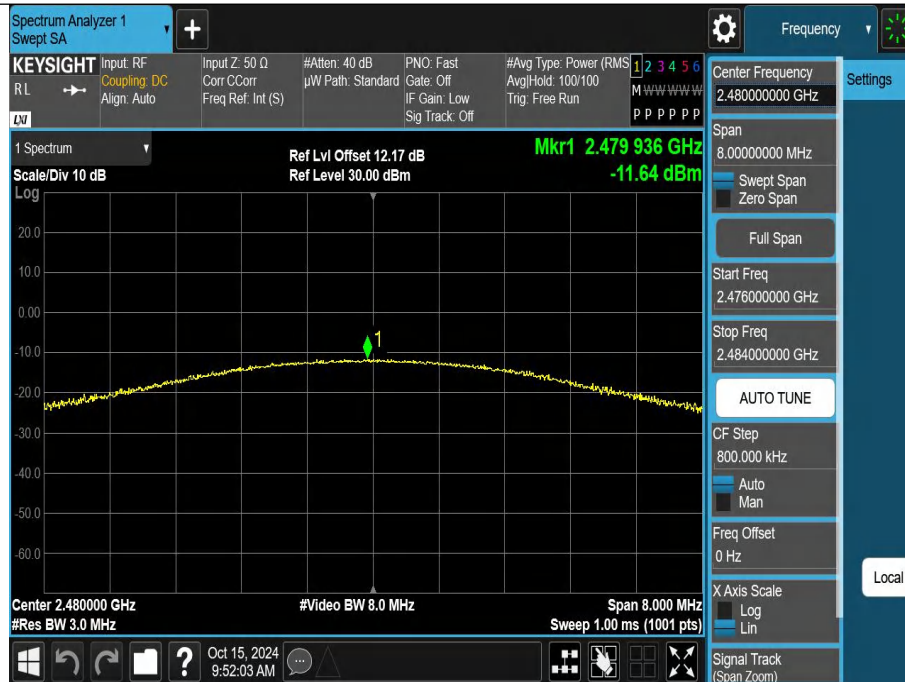 Spectrum Analyzer 1
Swept SA
+
Frequency
KEYSIGHT
RL
LXI
Input: RF
Coupling: DC
Align: Auto
Input Z: 50 Ω
Corr CCorr
Freq Ref: Int (S)
#Atten: 40 dB
µW Path: Standard
PNO: Fast
Gate: Off
IF Gain: Low
Sig Track: Off
#Avg Type: Power (RMS
Avg|Hold: 100/100
Trig: Free Run
1 2 3 4 5 6
M W W W W W
P P P P P P
1 Spectrum
Scale/Div 10 dB
Log
Ref Lvl Offset 12.17 dB
Ref Level 30.00 dBm
Mkr1 2.479 936 GHz
-11.64 dBm
20.0
10.0
0.00
-10.0
-20.0
-30.0
-40.0
-50.0
-60.0
1
Center 2.480000 GHz
#Res BW 3.0 MHz
#Video BW 8.0 MHz
Span 8.000 MHz
Sweep 1.00 ms (1001 pts)
Center Frequency
2.480000000 GHz
Settings
Span
8.00000000 MHz
Swept Span
Zero Span
Full Span
Start Freq
2.476000000 GHz
Stop Freq
2.484000000 GHz
AUTO TUNE
CF Step
800.000 kHz
Auto
Man
Freq Offset
0 Hz
X Axis Scale
Log
Lin
Signal Track
(Span Zoom)
Local
?
Oct 15, 2024
9:52:03 AM